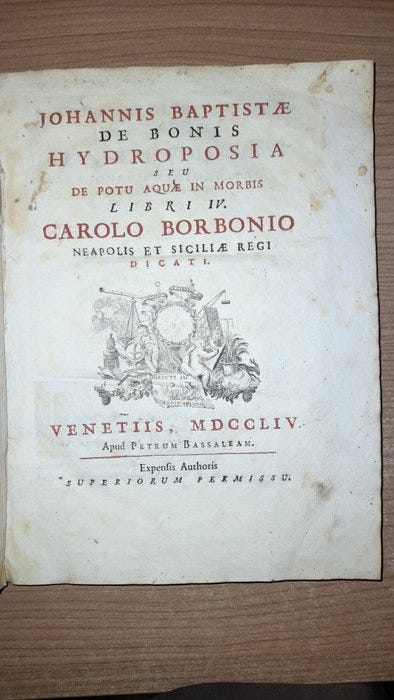 JOHANNIS BAPTISTÆ
DE BONIS
HYDROPOSIA
SEU
DE POTU AQUÆ IN MORBIS
LIBRI IV.
CAROLO BORBONIO
NEAPOLIS ET SICILIÆ REGI
DICATI.
VENETIIS, MDCCLIV.
Apud PETRUM BASSALEAM.
Expenſis Authoris
SUPERIORUM PERMISSU.